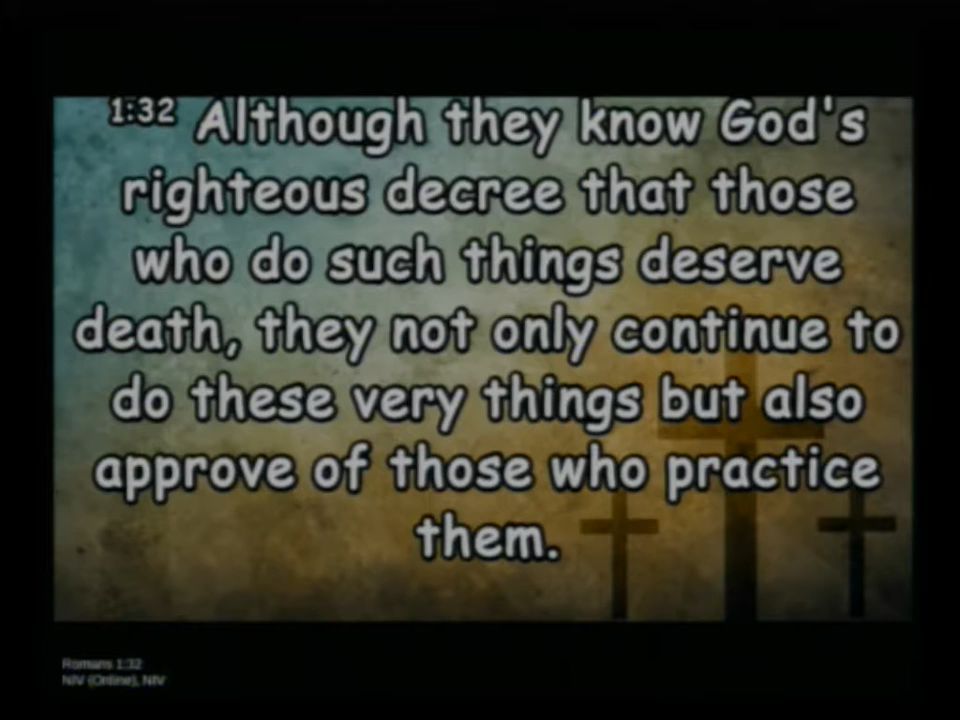 1:32 Although they know God's
righteous decree that those
who do such things deserve
death, they not only continue to
do these very things but also
approve of those who practice
them.
Romans 1:32
NIV (Online), NIV